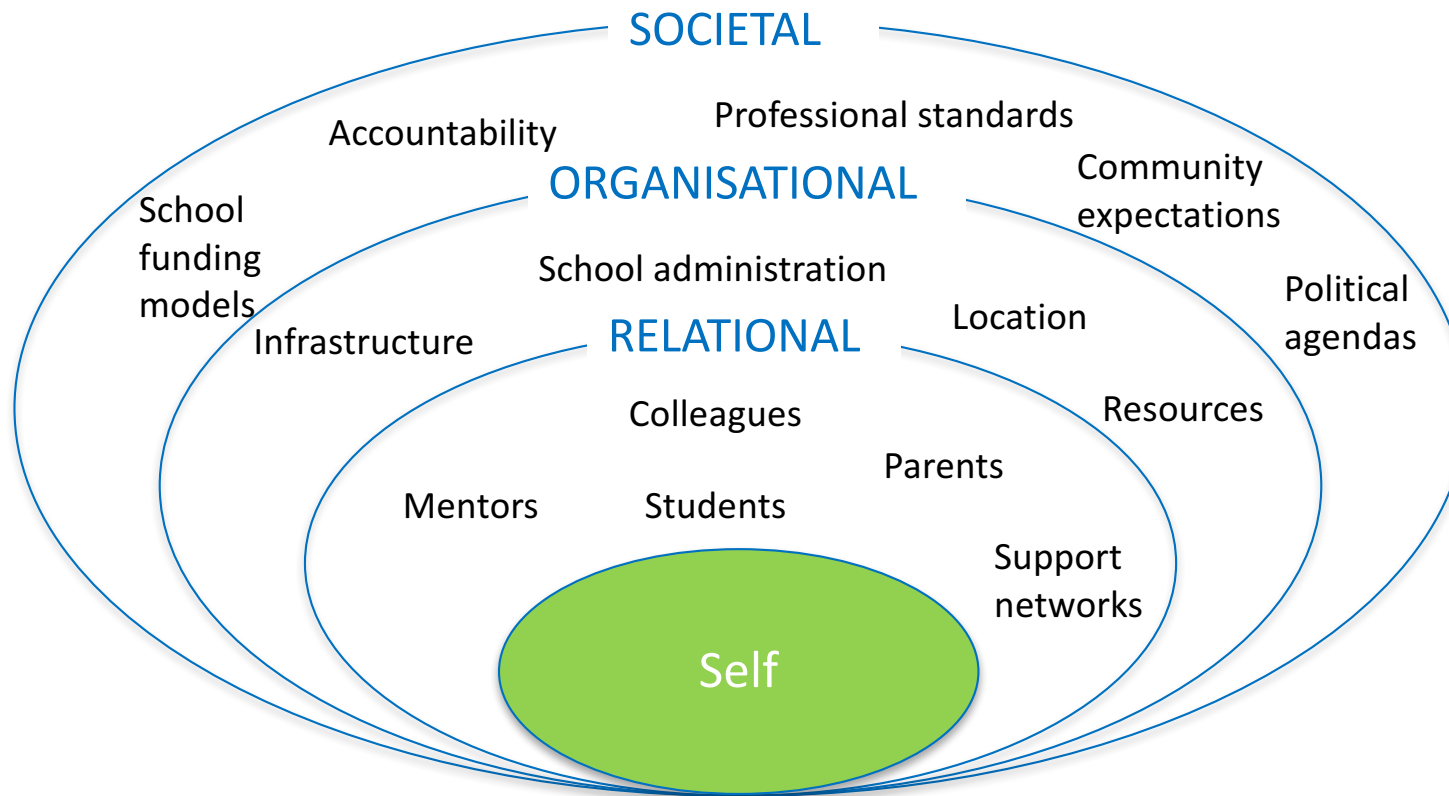 SOCIETAL
Professional standards
Accountability
Community
expectations
ORGANISATIONAL
School
funding
models
School administration
Political
agendas
Location
Infrastructure
RELATIONAL
Resources
Colleagues
Parents
Mentors
Students
Support
networks
Self